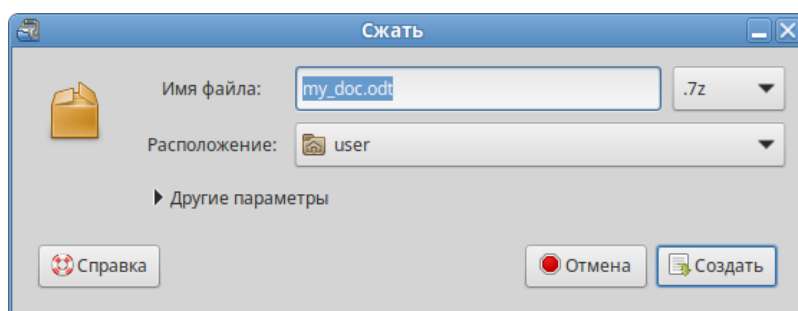 Сжать
Имя файла: my_doc.odt .7z
Расположение: user
Другие параметры
Справка Отмена Создать